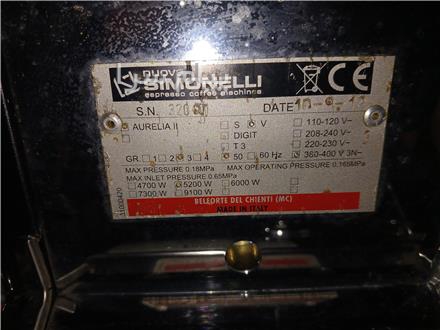 nuova
SIMONELLI
espresso coffee machines
CE
S.N. DATE
AURELIA II S V 110-120 V~
DIGIT 208-240 V~
T3 220-230 V~
GR. 1 2 3 4 50 60 Hz 380-400 V 3N~
MAX PRESSURE 0.18MPa MAX OPERATING PRESSURE 0.165MPa
MAX INLET PRESSURE 0.65MPa
4700 W 5200 W 6000 W
7300 W 9100 W
BELFORTE DEL CHIENTI (MC)
MADE IN ITALY